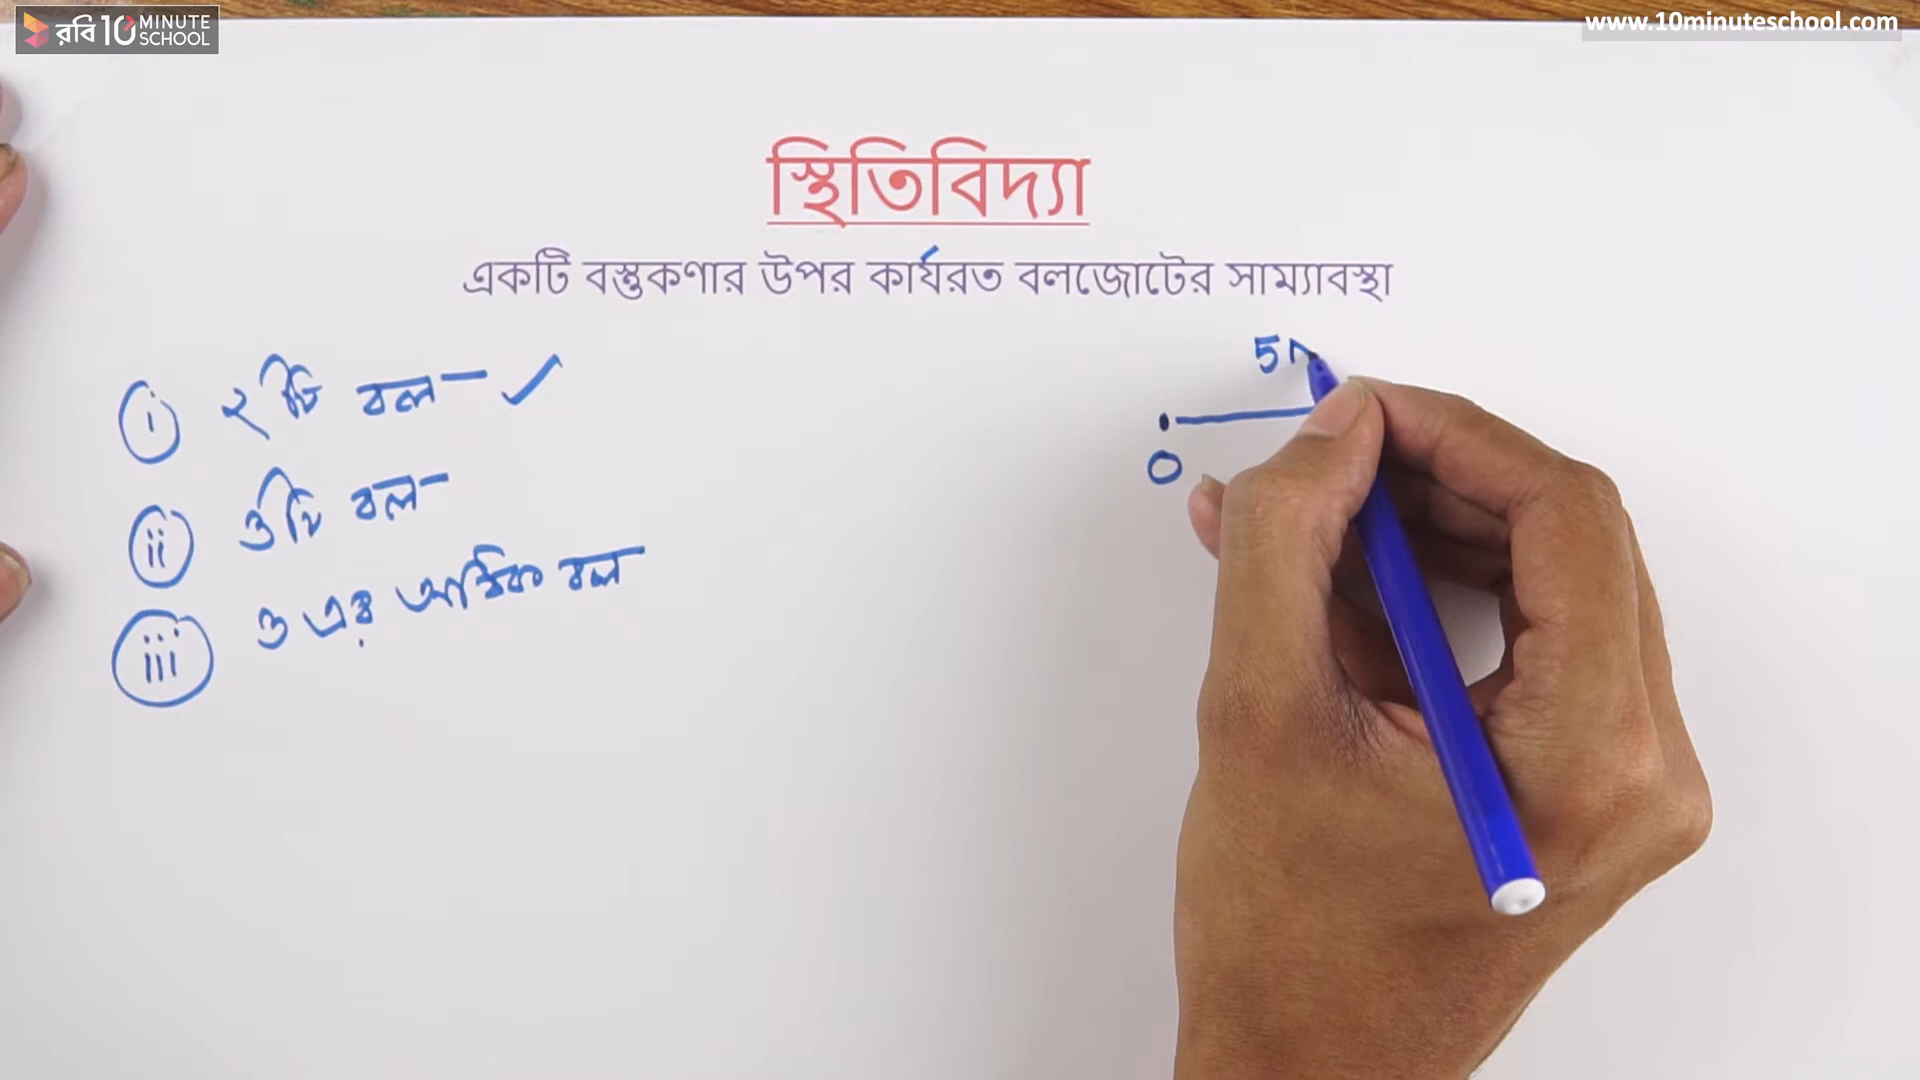 রবি 10 MINUTE SCHOOL
www.10minuteschool.com
স্থিতিবিদ্যা
একটি বস্তুকণার উপর কার্যরত বলজোটের সাম্যাবস্থা
i ২টি বল - ✓
ii ৩টি বল -
iii ৩ এর অধিক বল
5N
O